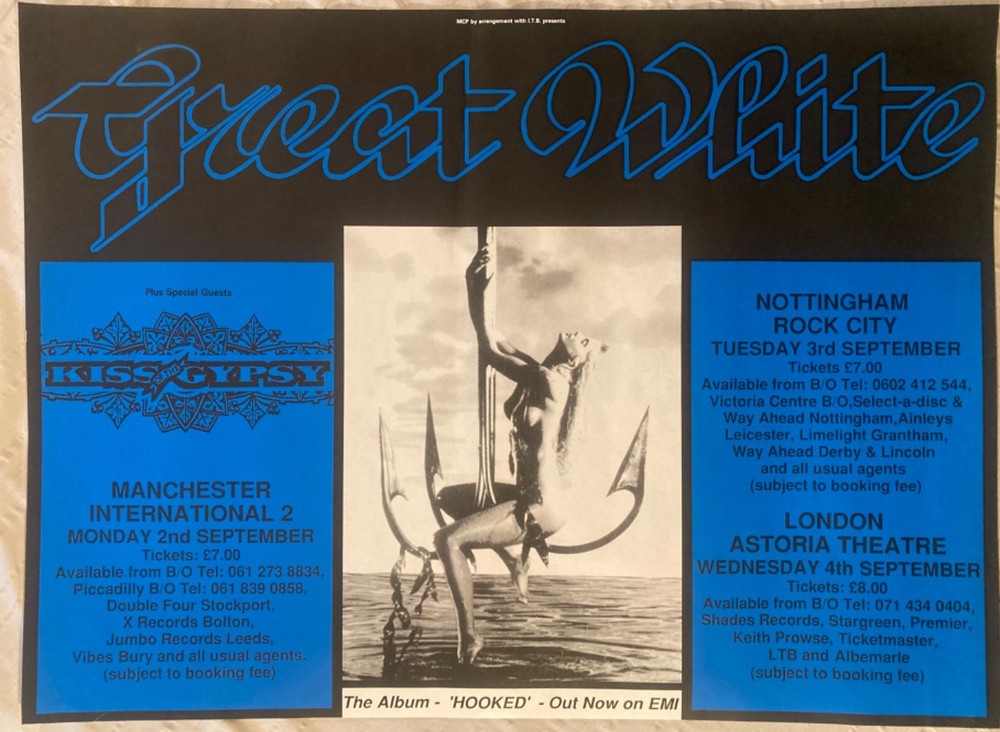 MCP by arrangement with I.T.B. presents
Great White
Plus Special Guests
KISS OF THE GYPSY
MANCHESTER
INTERNATIONAL 2
MONDAY 2nd SEPTEMBER
Tickets: £7.00
Available from B/O Tel: 061 273 8834,
Piccadilly B/O Tel: 061 839 0858,
Double Four Stockport,
X Records Bolton,
Jumbo Records Leeds,
Vibes Bury and all usual agents.
(subject to booking fee)
The Album - 'HOOKED' - Out Now on EMI
NOTTINGHAM
ROCK CITY
TUESDAY 3rd SEPTEMBER
Tickets £7.00
Available from B/O Tel: 0602 412 544,
Victoria Centre B/O,Select-a-disc &
Way Ahead Nottingham,Ainleys
Leicester, Limelight Grantham,
Way Ahead Derby & Lincoln
and all usual agents
(subject to booking fee)
LONDON
ASTORIA THEATRE
WEDNESDAY 4th SEPTEMBER
Tickets: £8.00
Available from B/O Tel: 071 434 0404,
Shades Records, Stargreen, Premier,
Keith Prowse, Ticketmaster,
LTB and Albemarle
(subject to booking fee)